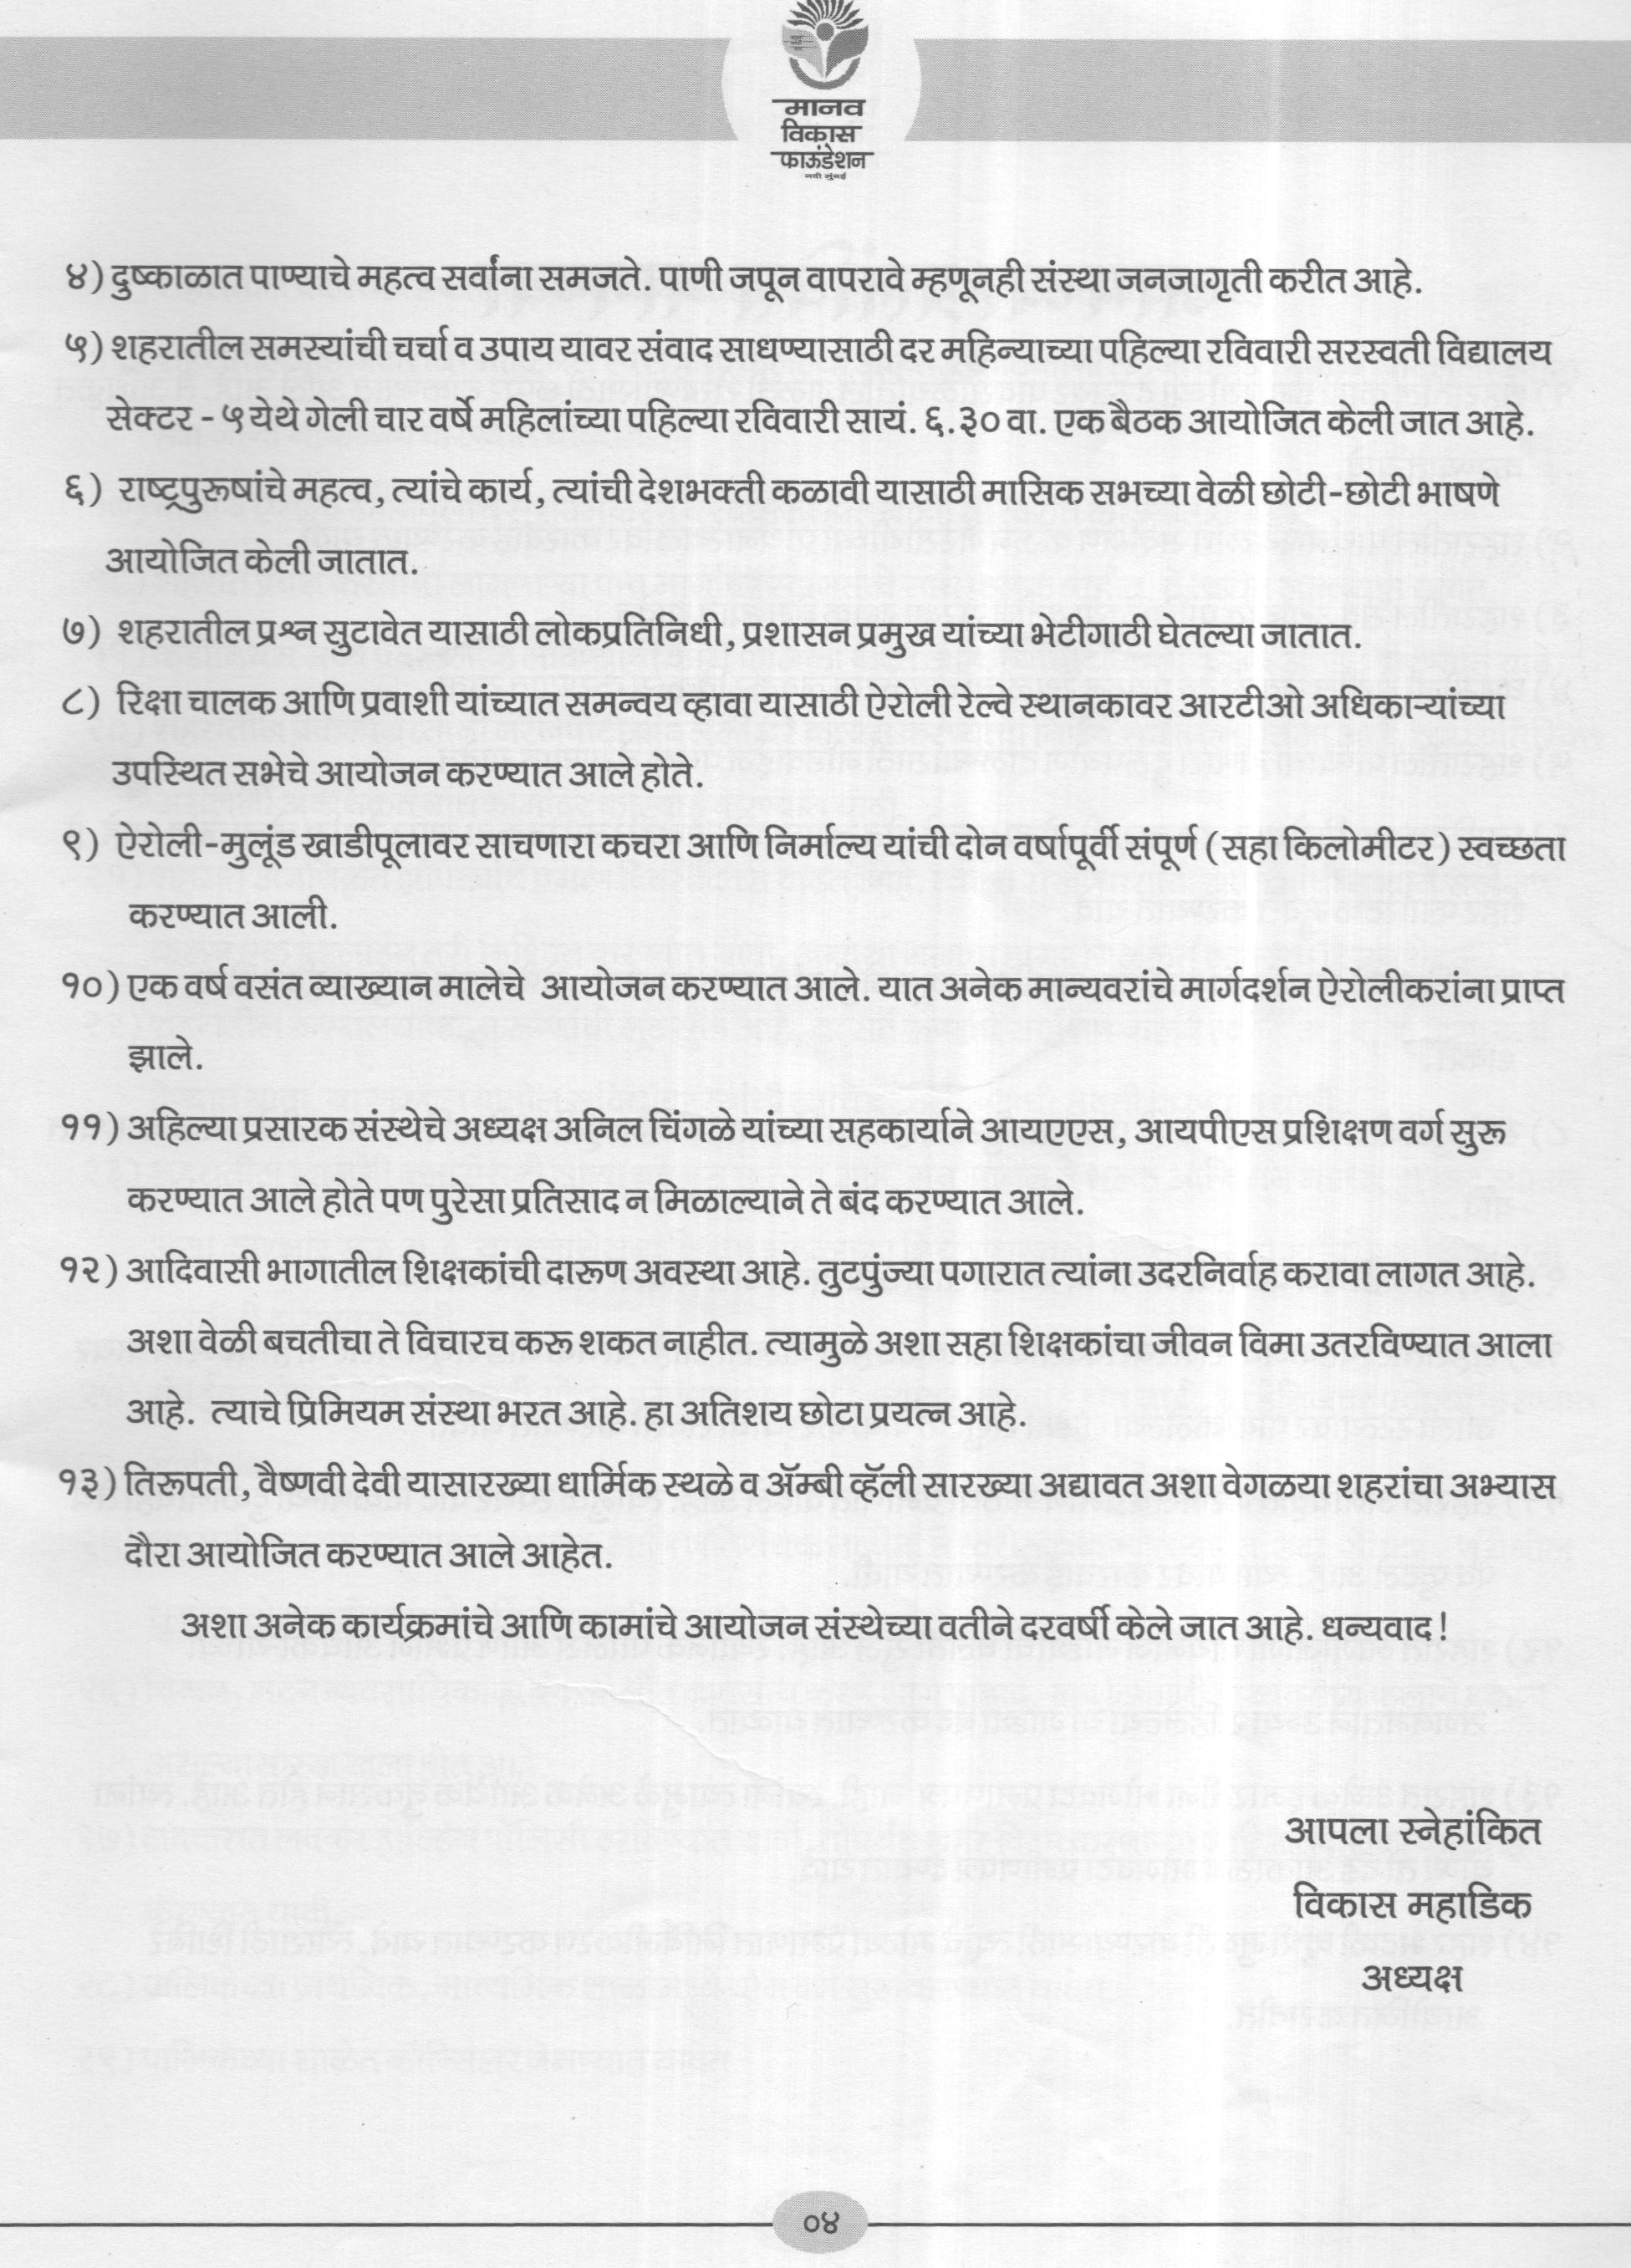 मानव
विकास
फाऊंडेशन
नवी मुंबई
४) दुष्काळात पाण्याचे महत्व सर्वांना समजते. पाणी जपून वापरावे म्हणूनही संस्था जनजागृती करीत आहे.
५) शहरातील समस्यांची चर्चा व उपाय यावर संवाद साधण्यासाठी दर महिन्याच्या पहिल्या रविवारी सरस्वती विद्यालय
सेक्टर - ५ येथे गेली चार वर्षे महिलांच्या पहिल्या रविवारी सायं. ६.३० वा. एक बैठक आयोजित केली जात आहे.
६) राष्ट्रपुरूषांचे महत्व, त्यांचे कार्य, त्यांची देशभक्ती कळावी यासाठी मासिक सभच्या वेळी छोटी-छोटी भाषणे
आयोजित केली जातात.
७) शहरातील प्रश्न सुटावेत यासाठी लोकप्रतिनिधी, प्रशासन प्रमुख यांच्या भेटीगाठी घेतल्या जातात.
८) रिक्षा चालक आणि प्रवाशी यांच्यात समन्वय व्हावा यासाठी ऐरोली रेल्वे स्थानकावर आरटीओ अधिकाऱ्यांच्या
उपस्थित सभेचे आयोजन करण्यात आले होते.
९) ऐरोली-मुलूंड खाडीपूलावर साचणारा कचरा आणि निर्माल्य यांची दोन वर्षापूर्वी संपूर्ण (सहा किलोमीटर) स्वच्छता
करण्यात आली.
१०) एक वर्ष वसंत व्याख्यान मालेचे आयोजन करण्यात आले. यात अनेक मान्यवरांचे मार्गदर्शन ऐरोलीकरांना प्राप्त
झाले.
११) अहिल्या प्रसारक संस्थेचे अध्यक्ष अनिल चिंगळे यांच्या सहकार्याने आयएएस, आयपीएस प्रशिक्षण वर्ग सुरू
करण्यात आले होते पण पुरेसा प्रतिसाद न मिळाल्याने ते बंद करण्यात आले.
१२) आदिवासी भागातील शिक्षकांची दारूण अवस्था आहे. तुटपुंज्या पगारात त्यांना उदरनिर्वाह करावा लागत आहे.
अशा वेळी बचतीचा ते विचारच करू शकत नाहीत. त्यामुळे अशा सहा शिक्षकांचा जीवन विमा उतरविण्यात आला
आहे. त्याचे प्रिमियम संस्था भरत आहे. हा अतिशय छोटा प्रयत्न आहे.
१३) तिरूपती, वैष्णवी देवी यासारख्या धार्मिक स्थळे व ॲम्बी व्हॅली सारख्या अद्यावत अशा वेगळया शहरांचा अभ्यास
दौरा आयोजित करण्यात आले आहेत.
अशा अनेक कार्यक्रमांचे आणि कामांचे आयोजन संस्थेच्या वतीने दरवर्षी केले जात आहे. धन्यवाद!
आपला स्नेहांकित
विकास महाडिक
अध्यक्ष
०४